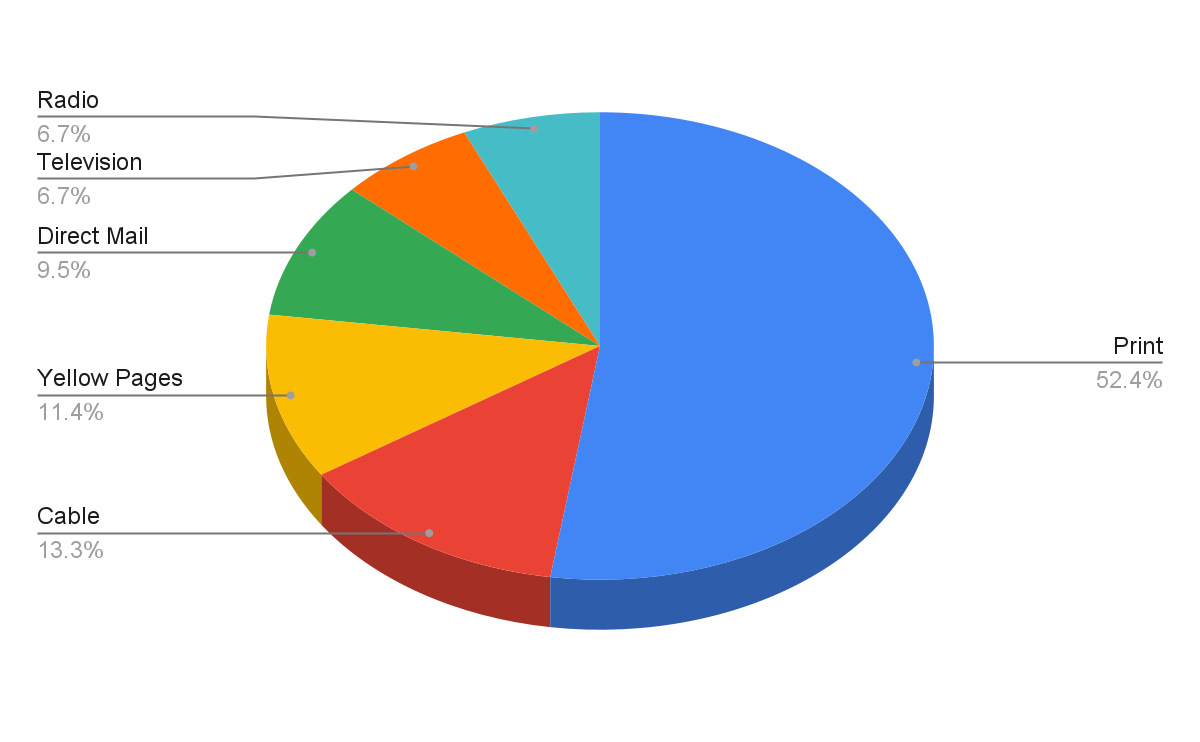 Radio
6.7%
Television
6.7%
Direct Mail
9.5%
Yellow Pages
11.4%
Cable
13.3%
Print
52.4%